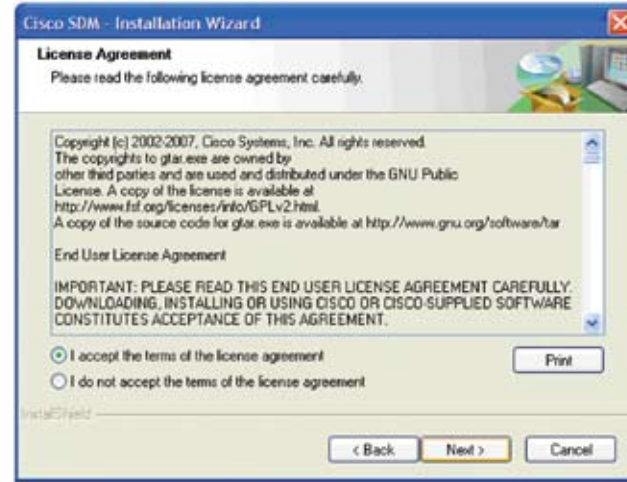 Cisco SDM - Installation Wizard
License Agreement
Please read the following license agreement carefully.
Copyright (c) 2002-2007, Cisco Systems, Inc. All rights reserved.
The copyrights to gtar.exe are owned by
other third parties and are used and distributed under the GNU Public
License. A copy of the license is available at
http://www.fsf.org/licenses/info/GPLv2.html.
A copy of the source code for gtar.exe is available at http://www.gnu.org/software/tar
End User License Agreement
IMPORTANT: PLEASE READ THIS END USER LICENSE AGREEMENT CAREFULLY.
DOWNLOADING, INSTALLING OR USING CISCO OR CISCO-SUPPLIED SOFTWARE
CONSTITUTES ACCEPTANCE OF THIS AGREEMENT.
I accept the terms of the license agreement
Print
I do not accept the terms of the license agreement
InstallShield
< Back
Next >
Cancel